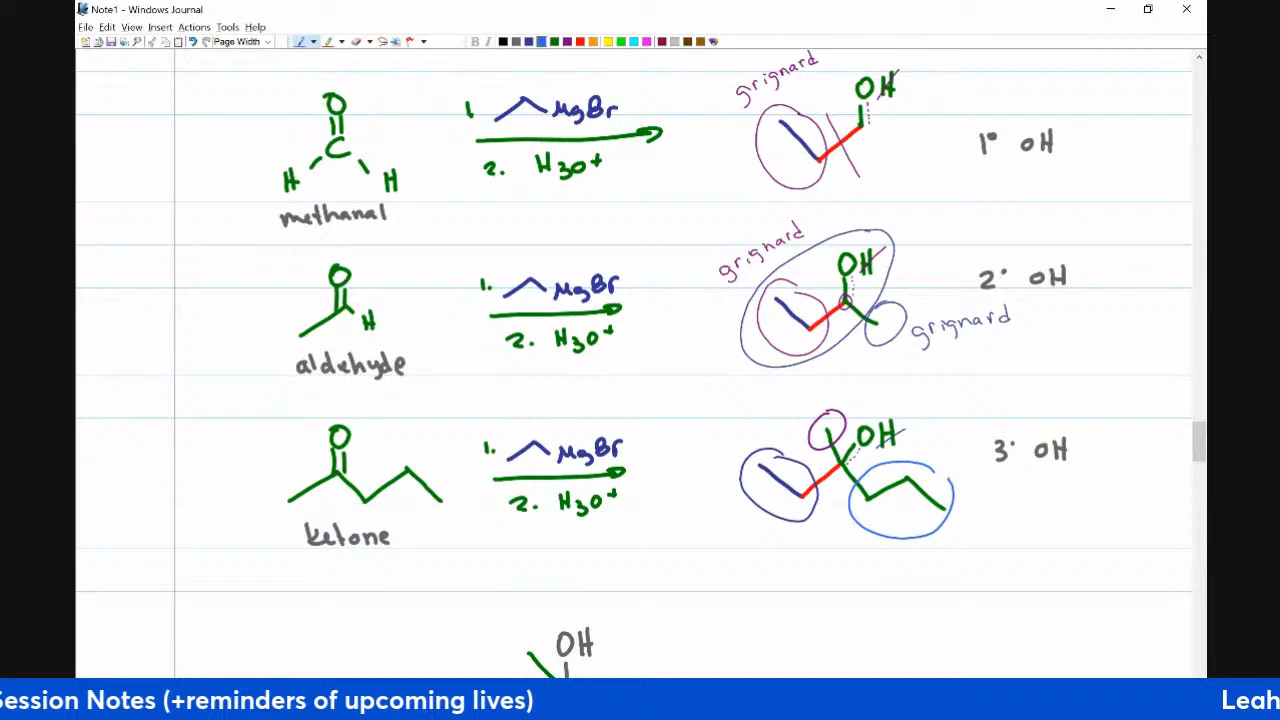 Note1 - Windows Journal
File Edit View Insert Actions Tools Help
Page Width
B I
grignard
OH
O
1. MgBr
C
2. H3O+
1° OH
H H
methanal
grignard
OH
O
1. MgBr
2° OH
H
2. H3O+
grignard
aldehyde
O
1. MgBr
OH
3° OH
2. H3O+
ketone
OH
Session Notes (+reminders of upcoming lives)
Leah